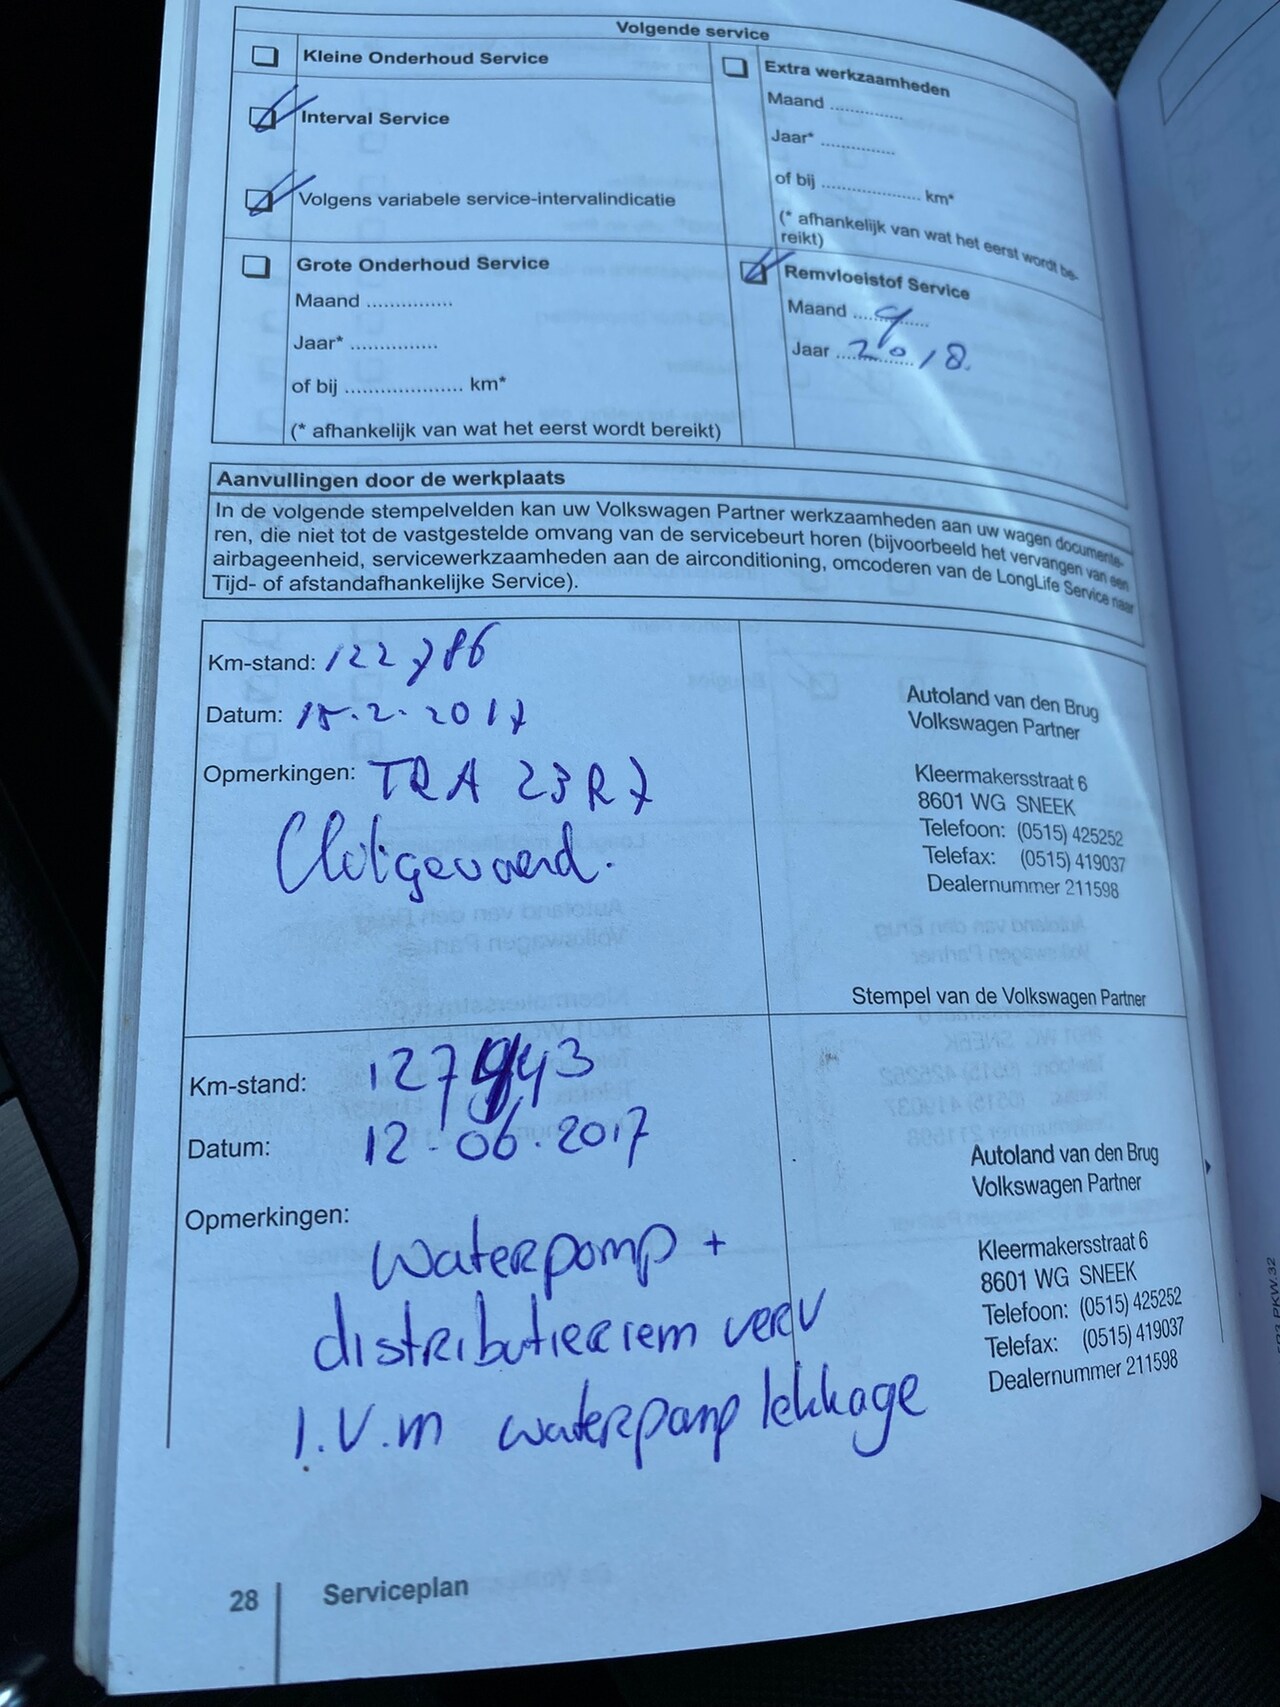 Volgende service
Kleine Onderhoud Service
Interval Service
Volgens variabele service-intervalindicatie
Extra werkzaamheden
Maand ..............
Jaar* ..............
of bij ................... km*
(* afhankelijk van wat het eerst wordt be-
reikt)
Grote Onderhoud Service
Maand ...............
Jaar* ...............
of bij .................... km*
(* afhankelijk van wat het eerst wordt bereikt)
Remvloeistof Service
Maand 9
Jaar 2018
Aanvullingen door de werkplaats
In de volgende stempelvelden kan uw Volkswagen Partner werkzaamheden aan uw wagen documente-
ren, die niet tot de vastgestelde omvang van de servicebeurt horen (bijvoorbeeld het vervangen van een
airbageenheid, servicewerkzaamheden aan de airconditioning, omcoderen van de LongLife Service naar
Tijd- of afstandafhankelijke Service).
Km-stand: 122786
Datum: 15.2.2017
Opmerkingen: TRA 23R7
Uitgevoerd.
Autoland van den Brug
Volkswagen Partner
Kleermakersstraat 6
8601 WG SNEEK
Telefoon: (0515) 425252
Telefax: (0515) 419037
Dealernummer 211598
Stempel van de Volkswagen Partner
Km-stand:
Datum: 12-06.2017
Opmerkingen:
Waterpomp +
distributieriem verv
I.V.m waterpomp lekkage
Autoland van den Brug
Volkswagen Partner
Kleermakersstraat 6
8601 WG SNEEK
Telefoon: (0515) 425252
Telefax: (0515) 419037
Dealernummer 211598
28 Serviceplan